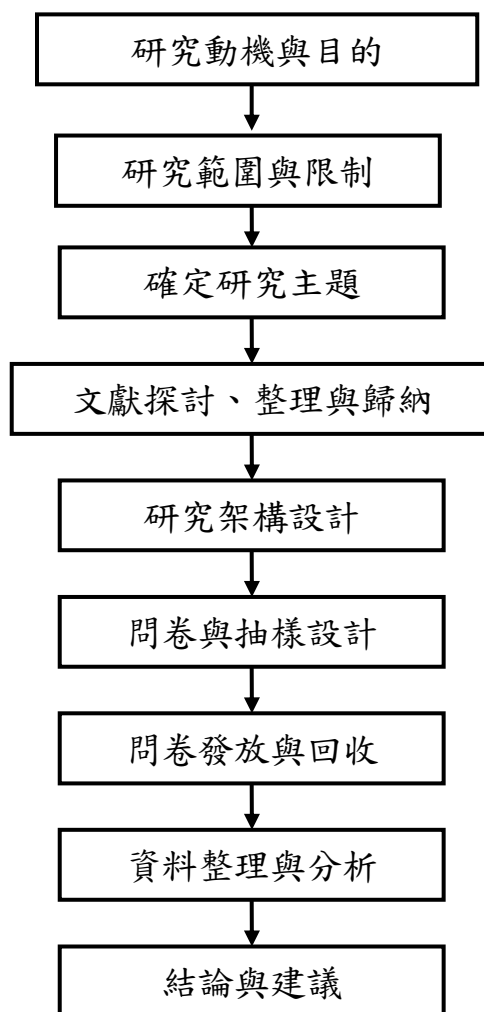 研究動機與目的
研究範圍與限制
確定研究主題
文獻探討、整理與歸納
研究架構設計
問卷與抽樣設計
問卷發放與回收
資料整理與分析
結論與建議